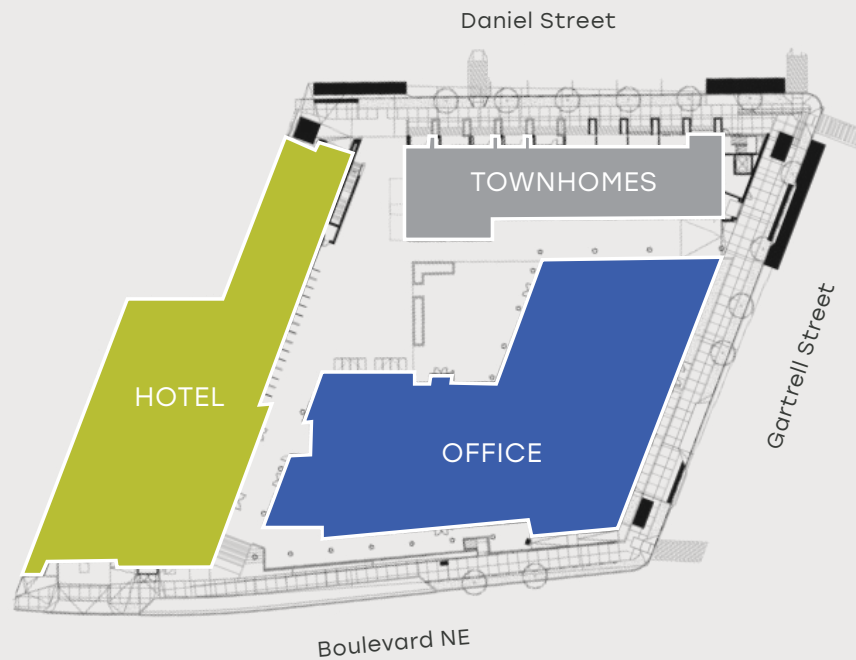 Daniel Street
TOWNHOMES
Gartrell Street
HOTEL
OFFICE
Boulevard NE